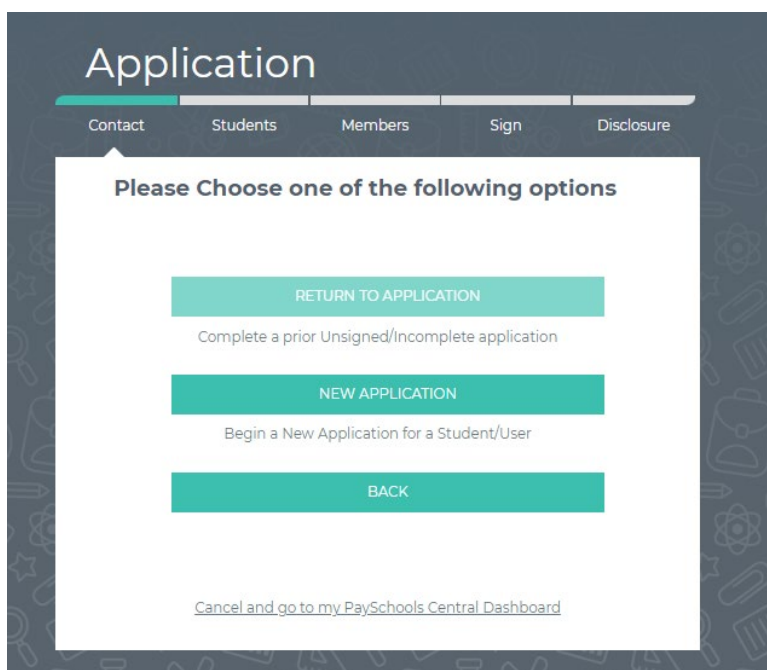 Application
Contact Students Members Sign Disclosure
Please Choose one of the following options
RETURN TO APPLICATION
Complete a prior Unsigned/Incomplete application
NEW APPLICATION
Begin a New Application for a Student/User
BACK
Cancel and go to my PaySchools Central Dashboard